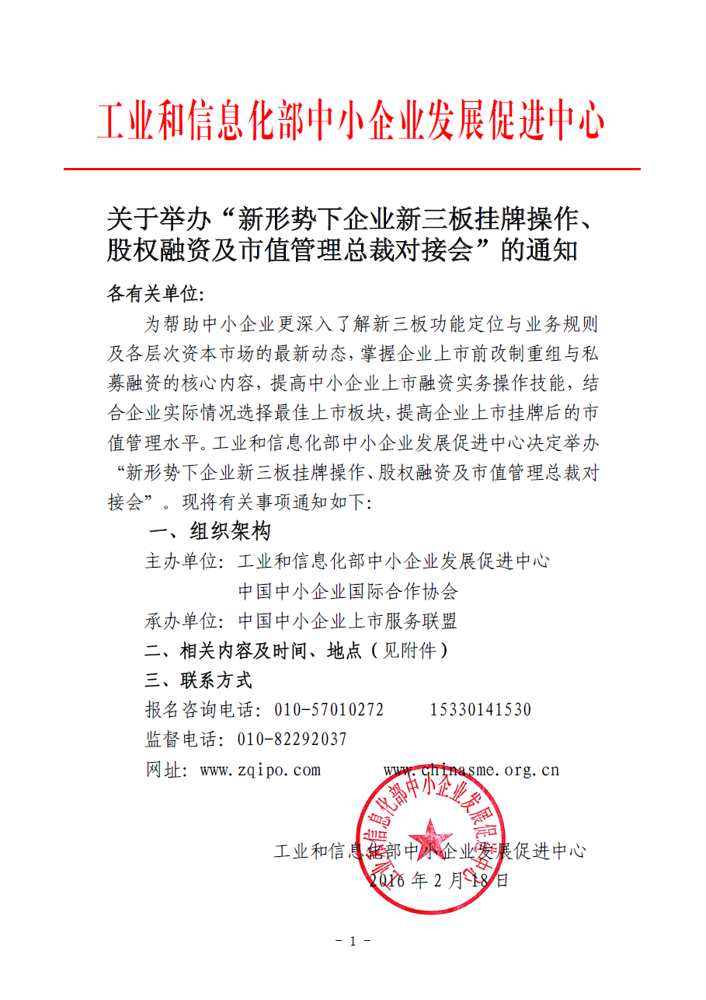 工业和信息化部中小企业发展促进中心
关于举办“新形势下企业新三板挂牌操作、
股权融资及市值管理总裁对接会”的通知
各有关单位：
为帮助中小企业更深入了解新三板功能定位与业务规则
及各层次资本市场的最新动态，掌握企业上市前改制重组与私
募融资的核心内容，提高中小企业上市融资实务操作技能，结
合企业实际情况选择最佳上市板块，提高企业上市挂牌后的市
值管理水平。工业和信息化部中小企业发展促进中心决定举办
“新形势下企业新三板挂牌操作、股权融资及市值管理总裁对
接会”。现将有关事项通知如下：
一、组织架构
主办单位：工业和信息化部中小企业发展促进中心
中国中小企业国际合作协会
承办单位：中国中小企业上市服务联盟
二、相关内容及时间、地点（见附件）
三、联系方式
报名咨询电话：010-57010272 15330141530
监督电话：010-82292037
网址：www.zqipo.com www.chinasme.org.cn
工业和信息化部中小企业发展促进中心
工业和信息化部中小企业发展促进中心
2016年2月18日
- 1 -